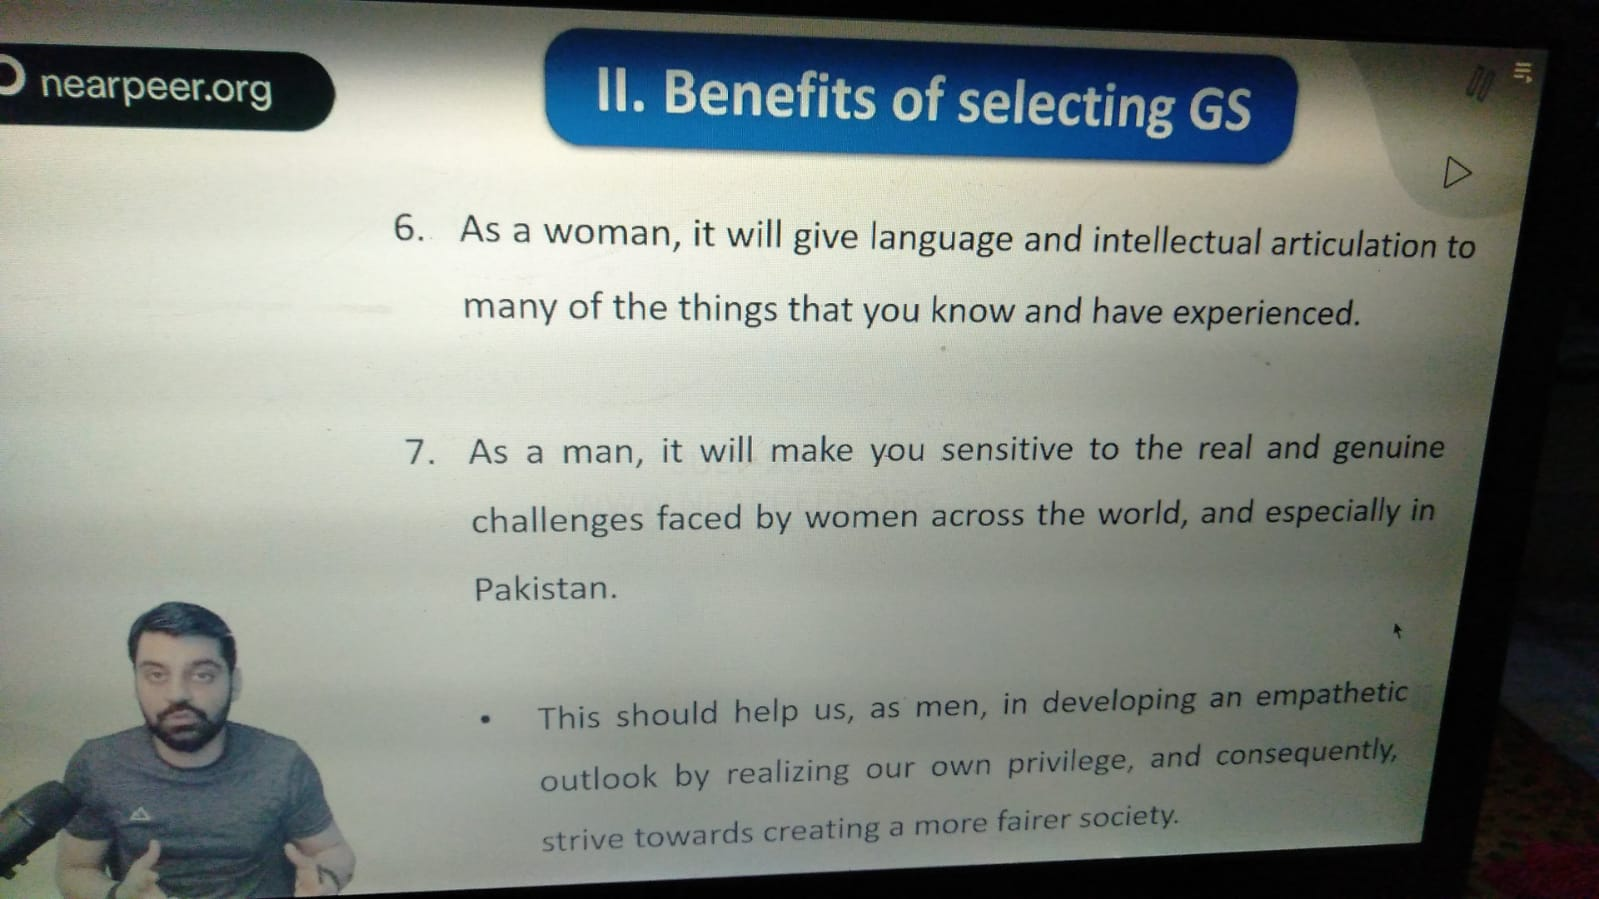 nearpeer.org
II. Benefits of selecting GS
6. As a woman, it will give language and intellectual articulation to
many of the things that you know and have experienced.
7. As a man, it will make you sensitive to the real and genuine
challenges faced by women across the world, and especially in
Pakistan.
• This should help us, as men, in developing an empathetic
outlook by realizing our own privilege, and consequently,
strive towards creating a more fairer society.